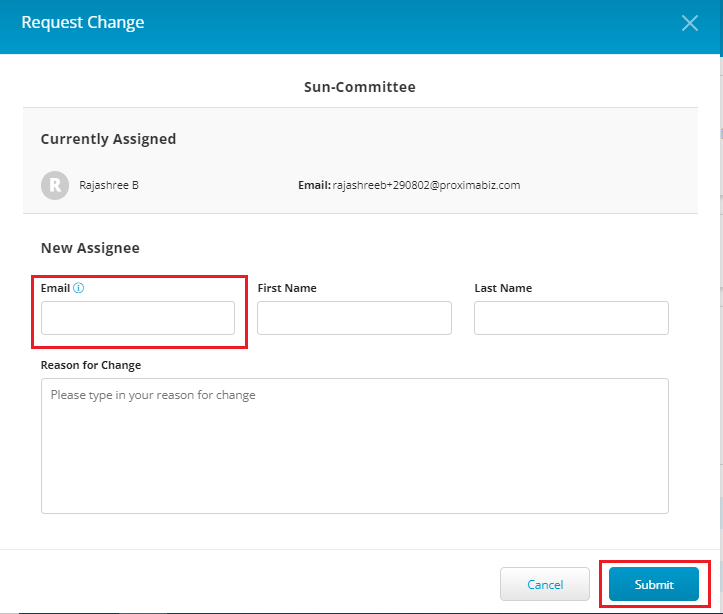 Request Change
Sun-Committee
Currently Assigned
R Rajashree B Email: rajashreeb+290802@proximabiz.com
New Assignee
Email First Name Last Name
Reason for Change
Please type in your reason for change
Cancel Submit